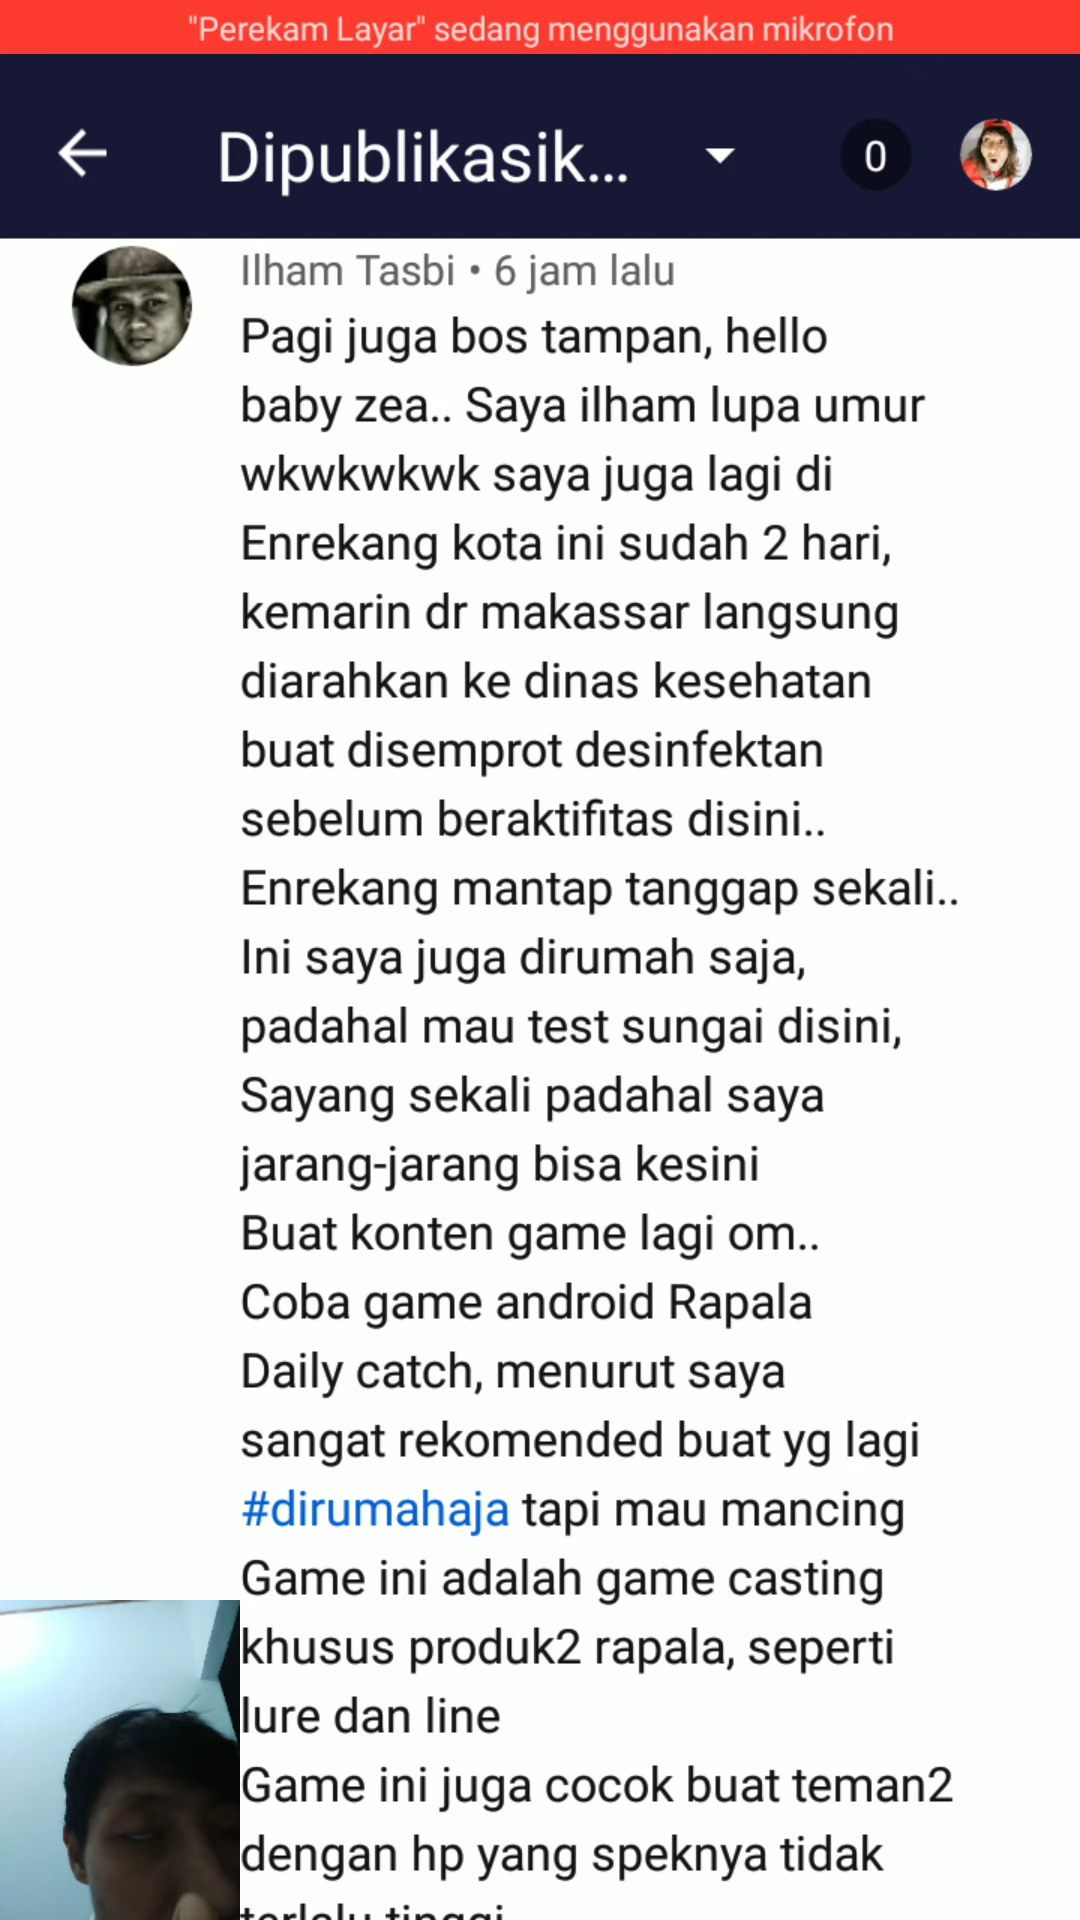 "Perekam Layar" sedang menggunakan mikrofon
Dipublikasik...
0
Ilham Tasbi • 6 jam lalu
Pagi juga bos tampan, hello
baby zea.. Saya ilham lupa umur
wkwkwkwk saya juga lagi di
Enrekang kota ini sudah 2 hari,
kemarin dr makassar langsung
diarahkan ke dinas kesehatan
buat disemprot desinfektan
sebelum beraktifitas disini..
Enrekang mantap tanggap sekali..
Ini saya juga dirumah saja,
padahal mau test sungai disini,
Sayang sekali padahal saya
jarang-jarang bisa kesini
Buat konten game lagi om..
Coba game android Rapala
Daily catch, menurut saya
sangat rekomended buat yg lagi
#dirumahaja tapi mau mancing
Game ini adalah game casting
khusus produk2 rapala, seperti
lure dan line
Game ini juga cocok buat teman2
dengan hp yang speknya tidak
terlalu tinggi